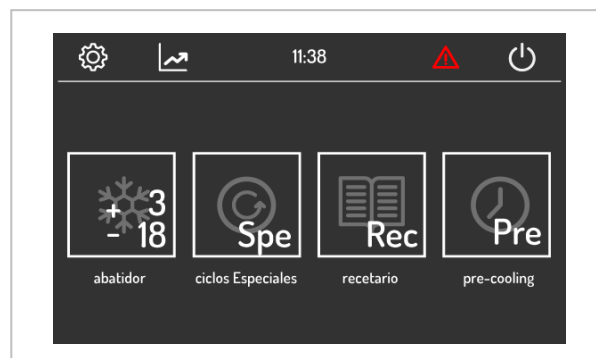 11:38
+ 3
- 18
Spe
Rec
Pre
abatidor
ciclos Especiales
recetario
pre-cooling